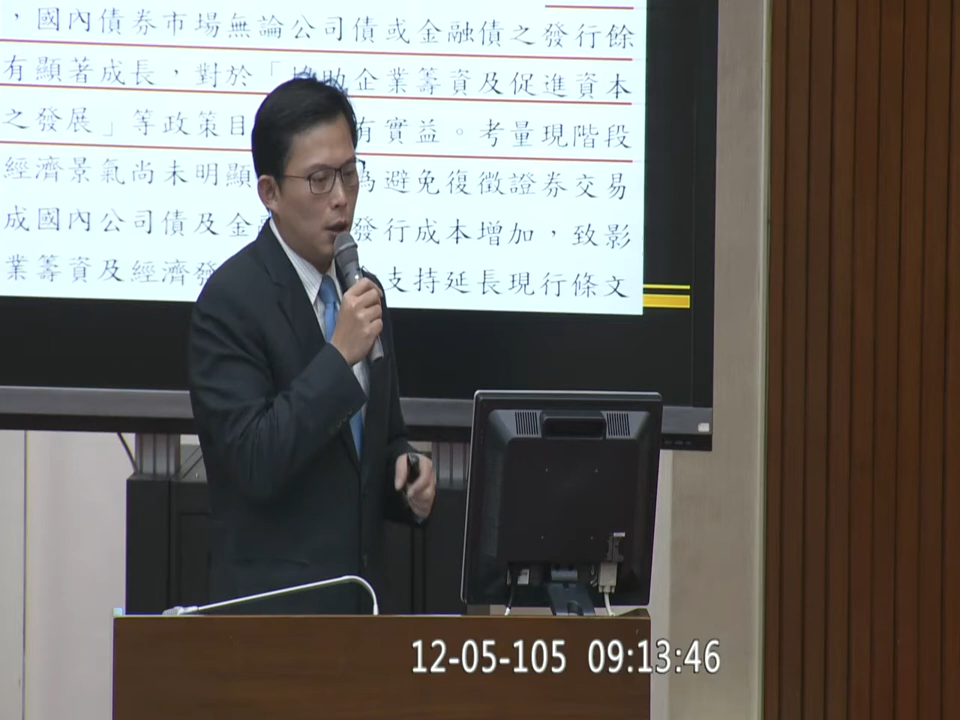 ，國內債券市場無論公司債或金融債之發行餘
有顯著成長，對於「協助企業籌資及促進資本
之發展」等政策目 有實益。考量現階段
經濟景氣尚未明顯 為避免復徵證券交易
成國內公司債及金 發行成本增加，致影
業籌資及經濟發 支持延長現行條文
12-05-105 09:13:46